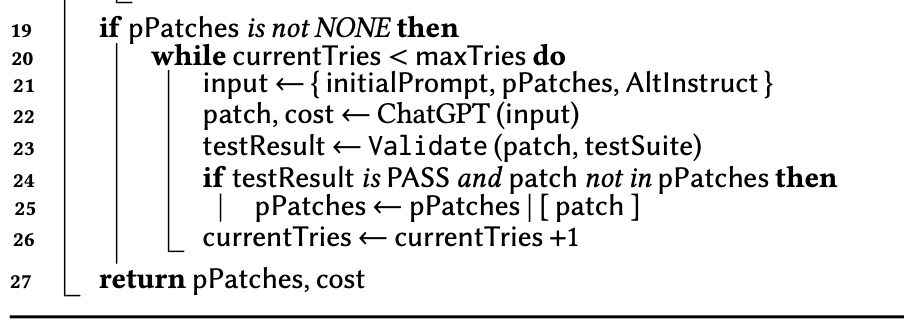 19 if pPatches is not NONE then
20 while currentTries < maxTries do
21 input ← { initialPrompt, pPatches, AltInstruct }
22 patch, cost ← ChatGPT (input)
23 testResult ← Validate (patch, testSuite)
24 if testResult is PASS and patch not in pPatches then
25 pPatches ← pPatches | [ patch ]
26 currentTries ← currentTries +1
27 return pPatches, cost